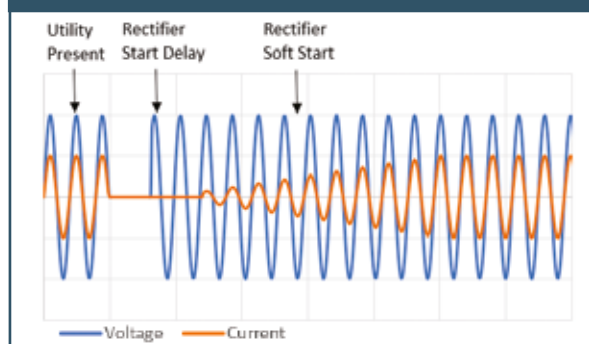 Utility
Present
Rectifier
Start Delay
Rectifier
Soft Start
Voltage
Current